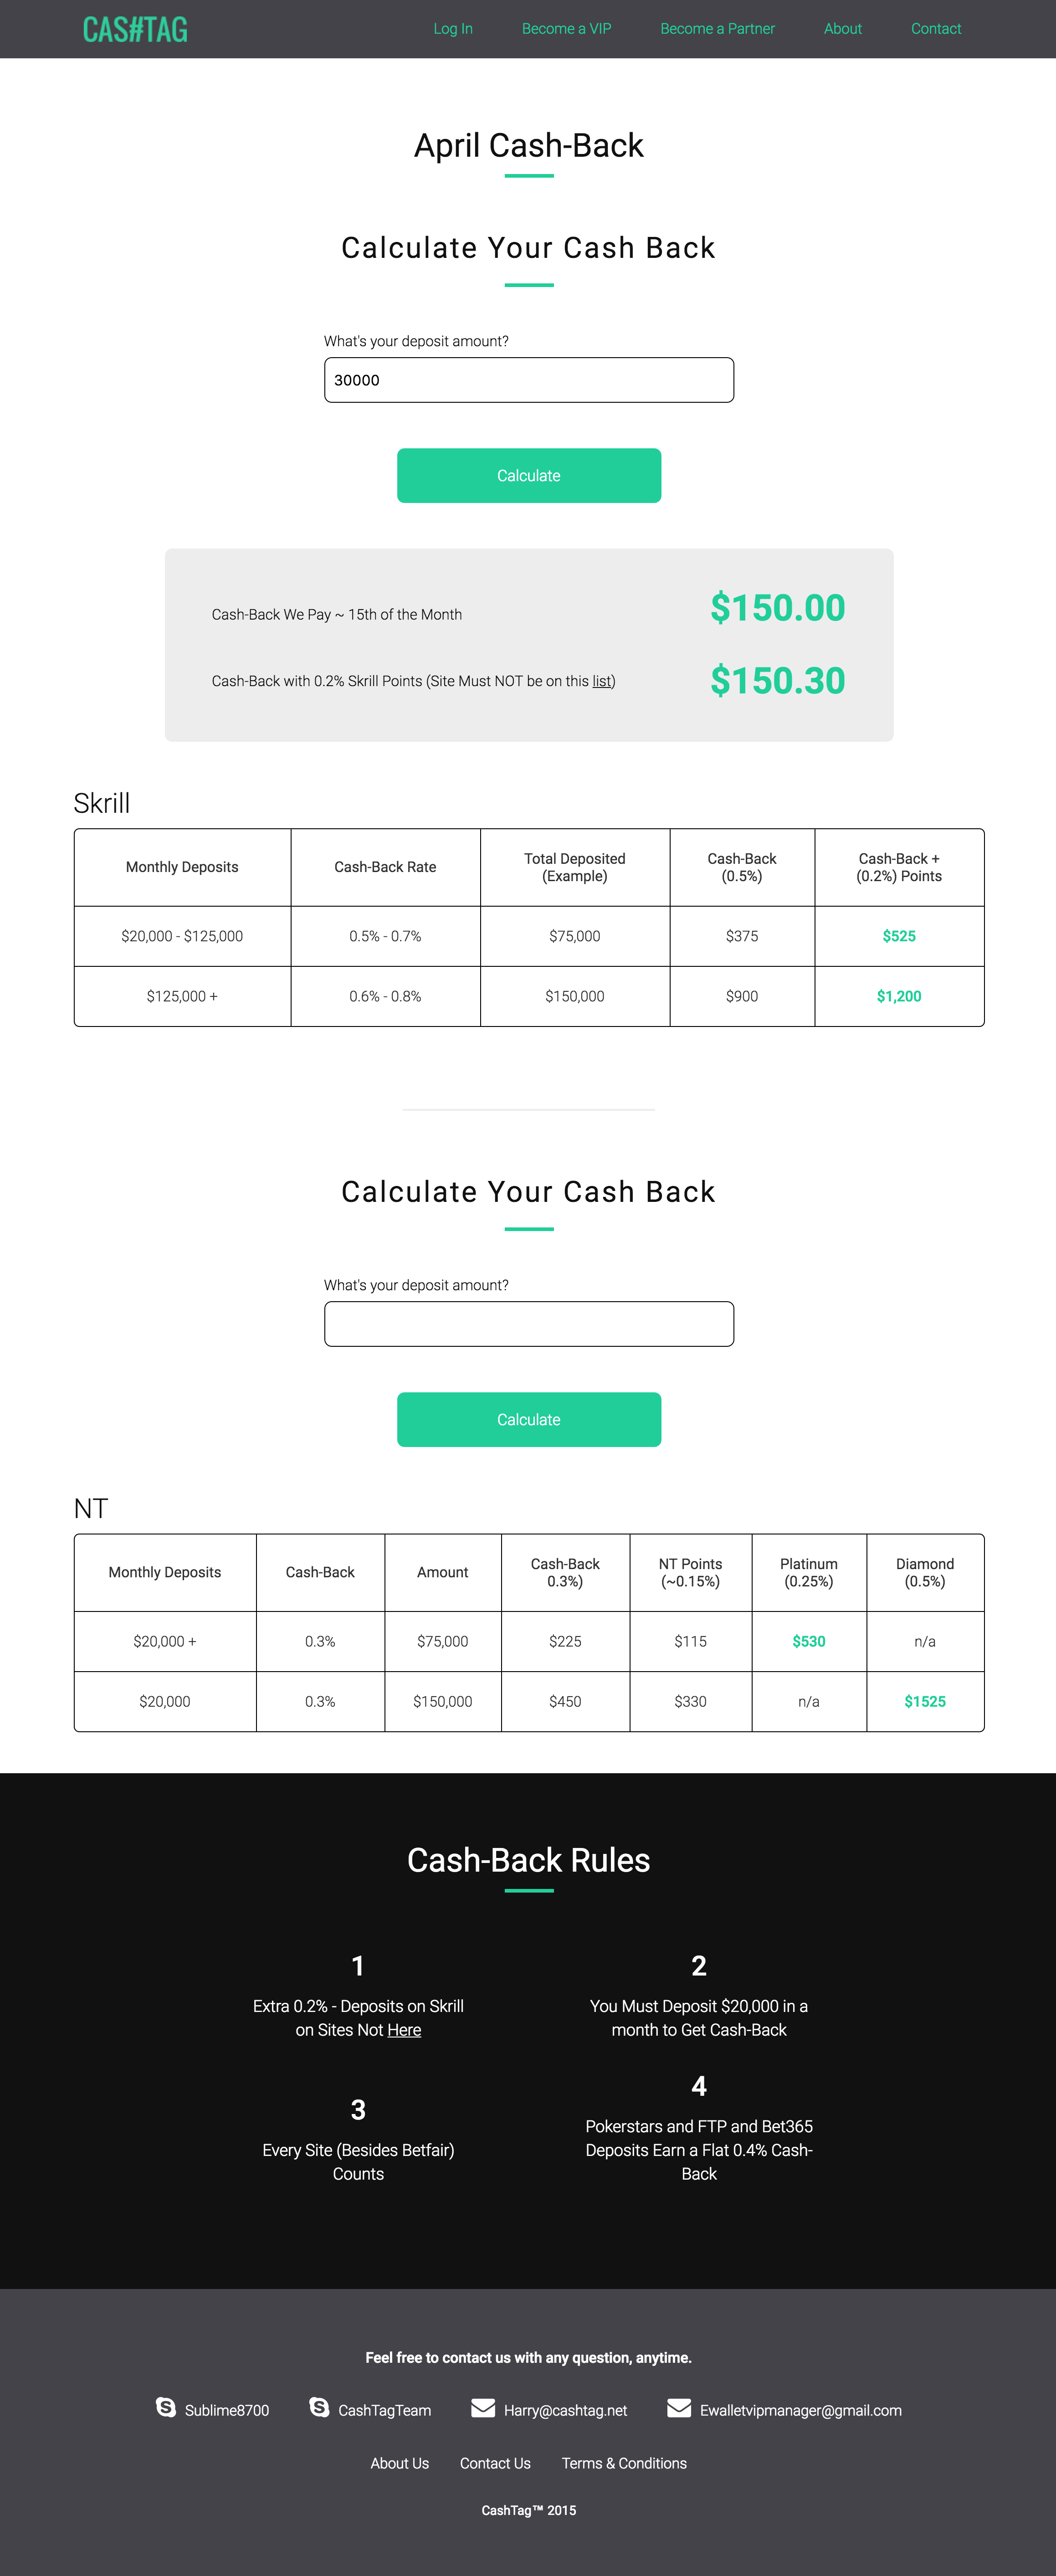 CAS#TAG
Log In
Become a VIP
Become a Partner
About
Contact
April Cash-Back
Calculate Your Cash Back
What's your deposit amount?
30000
Calculate
Cash-Back We Pay ~ 15th of the Month
$150.00
Cash-Back with 0.2% Skrill Points (Site Must NOT be on this list)
$150.30
Skrill
Monthly Deposits
Cash-Back Rate
Total Deposited
(Example)
Cash-Back
(0.5%)
Cash-Back +
(0.2%) Points
$20,000 - $125,000
0.5% - 0.7%
$75,000
$375
$525
$125,000 +
0.6% - 0.8%
$150,000
$900
$1,200
Calculate Your Cash Back
What's your deposit amount?
Calculate
NT
Monthly Deposits
Cash-Back
Amount
Cash-Back
0.3%)
NT Points
(~0.15%)
Platinum
(0.25%)
Diamond
(0.5%)
$20,000 +
0.3%
$75,000
$225
$115
$530
n/a
$20,000
0.3%
$150,000
$450
$330
n/a
$1525
Cash-Back Rules
1
Extra 0.2% - Deposits on Skrill
on Sites Not Here
2
You Must Deposit $20,000 in a
month to Get Cash-Back
3
Every Site (Besides Betfair)
Counts
4
Pokerstars and FTP and Bet365
Deposits Earn a Flat 0.4% Cash-
Back
Feel free to contact us with any question, anytime.
Sublime8700
CashTagTeam
Harry@cashtag.net
Ewalletvipmanager@gmail.com
About Us
Contact Us
Terms & Conditions
CashTag™ 2015